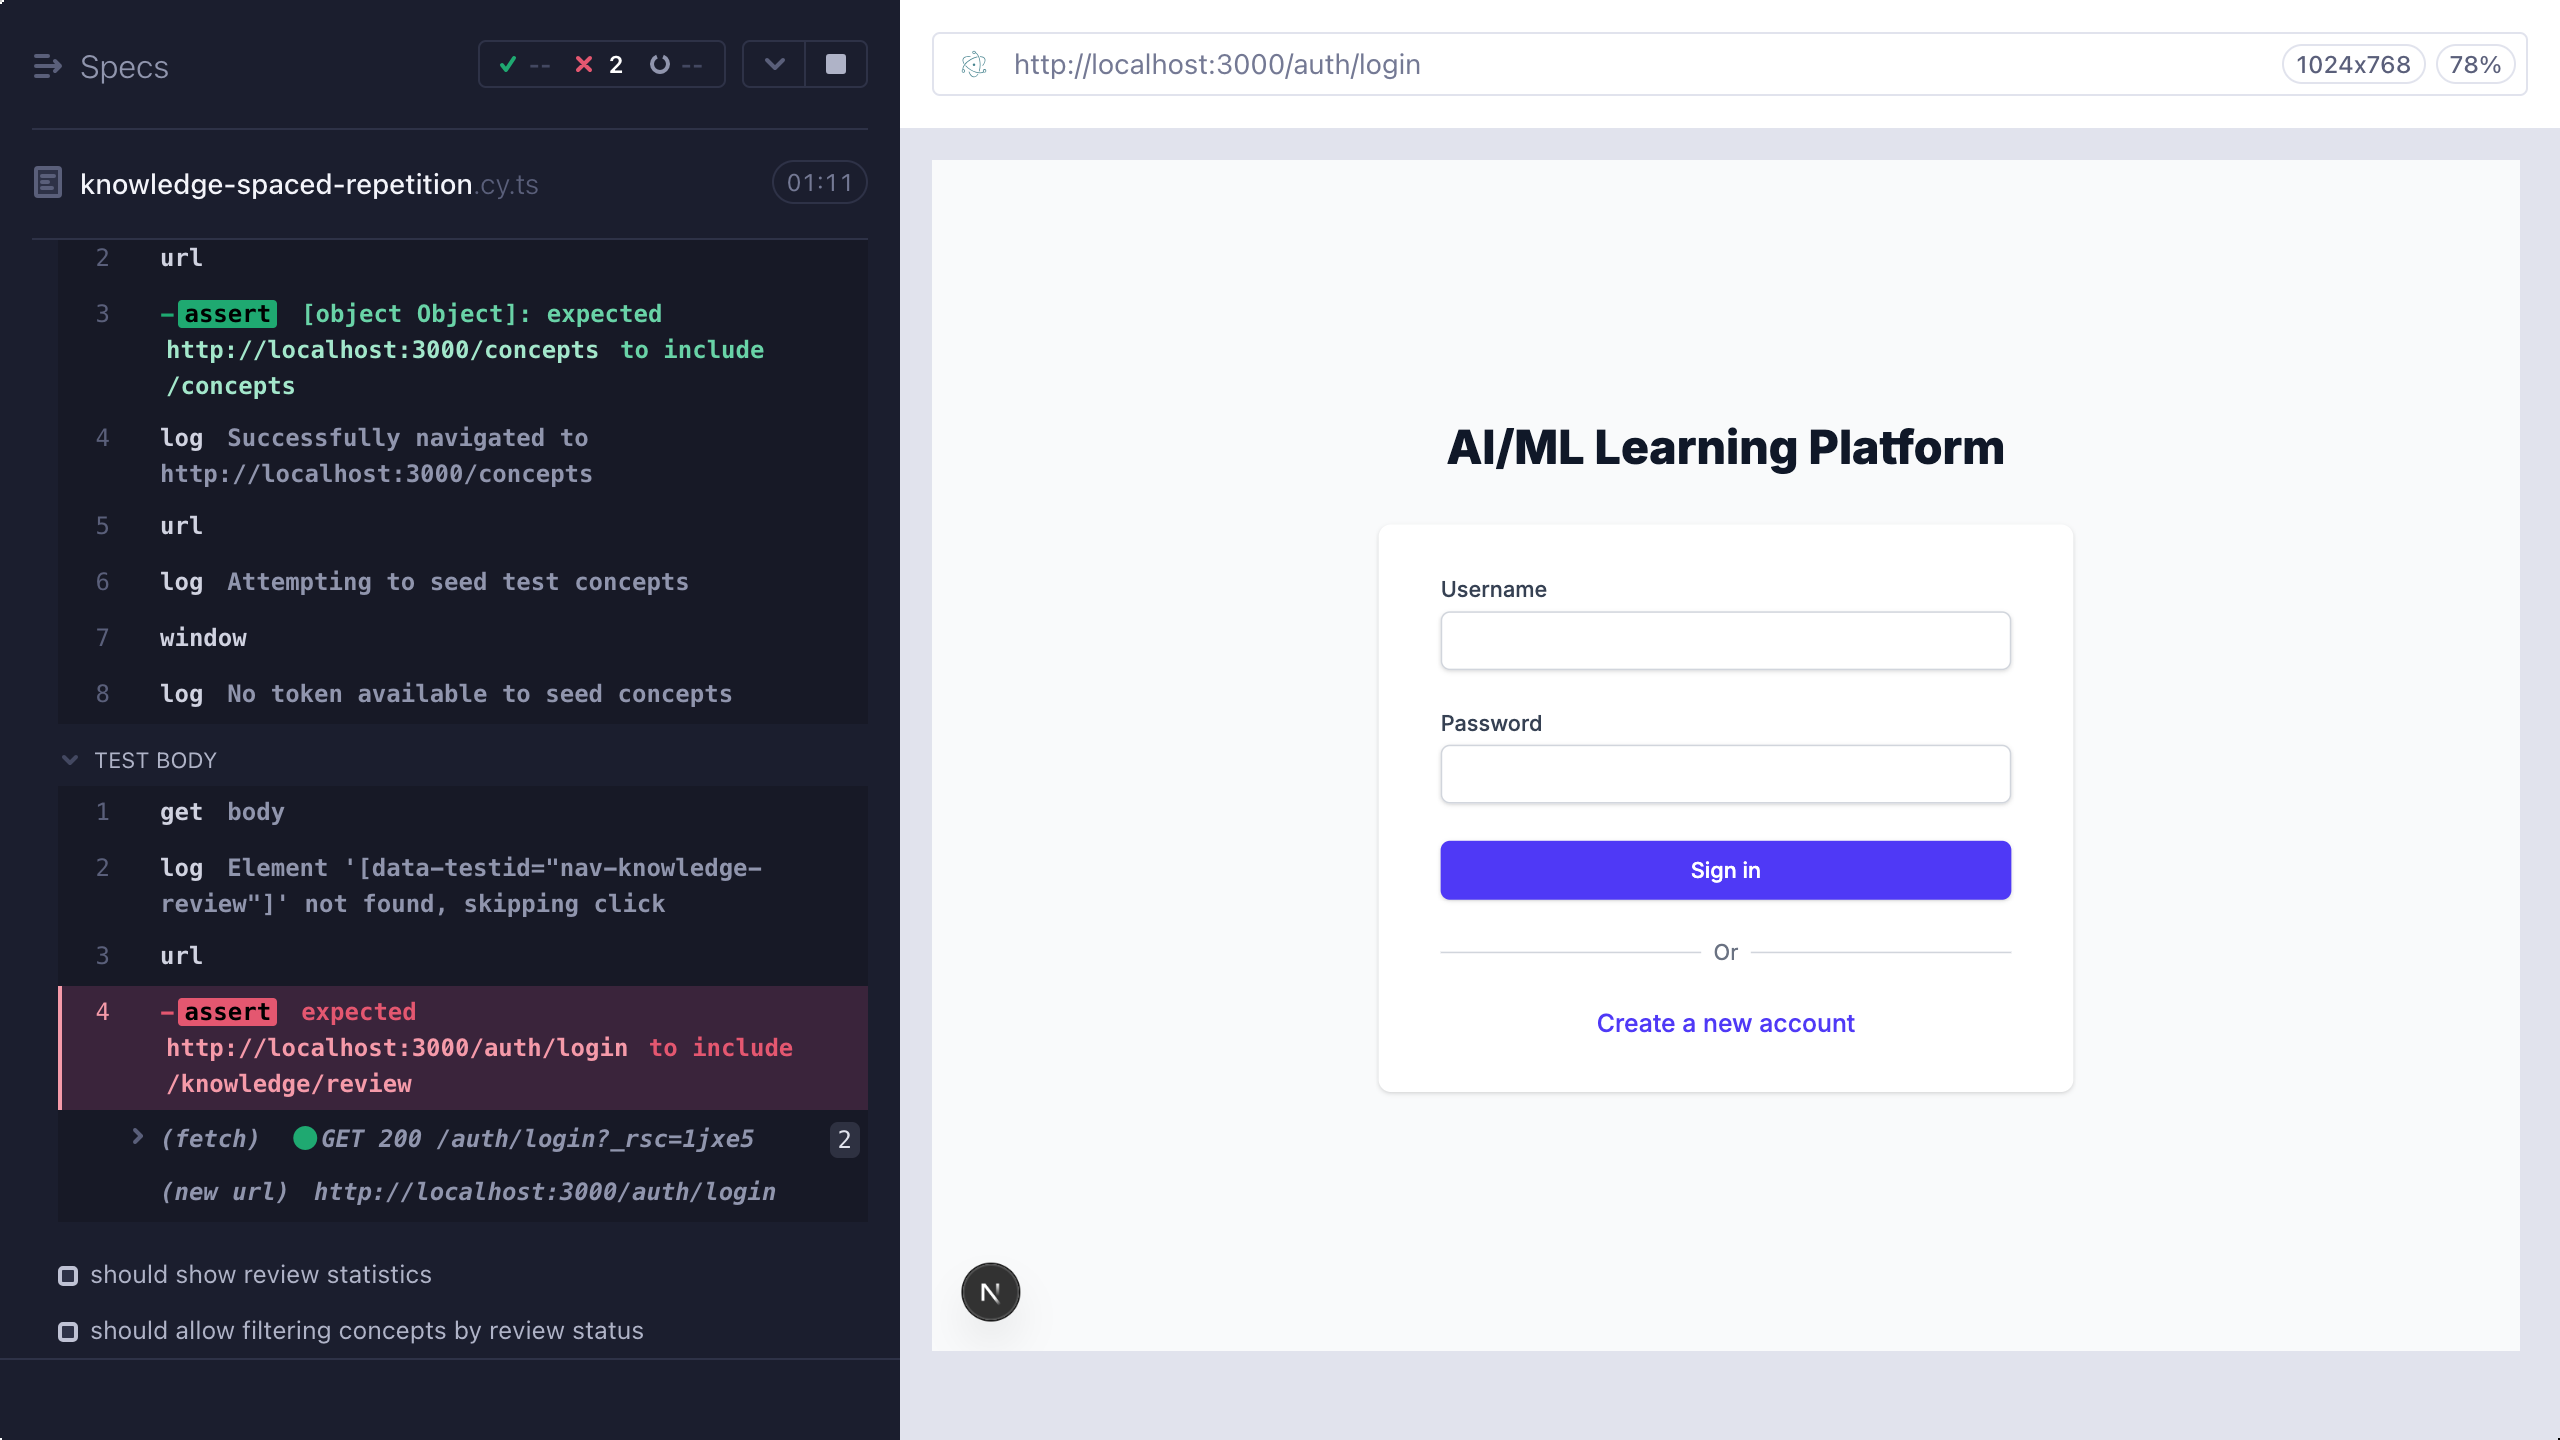 Specs
-- 2 --
knowledge-spaced-repetition.cy.ts
01:11
2 url
3 -assert [object Object]: expected
http://localhost:3000/concepts to include
/concepts
4 log Successfully navigated to
http://localhost:3000/concepts
5 url
6 log Attempting to seed test concepts
7 window
8 log No token available to seed concepts
TEST BODY
1 get body
2 log Element '[data-testid="nav-knowledge-
review"]' not found, skipping click
3 url
4 -assert expected
http://localhost:3000/auth/login to include
/knowledge/review
(fetch) GET 200 /auth/login?_rsc=1jxe5 2
(new url) http://localhost:3000/auth/login
should show review statistics
should allow filtering concepts by review status
http://localhost:3000/auth/login
1024x768
78%
AI/ML Learning Platform
Username
Password
Sign in
Or
Create a new account
N